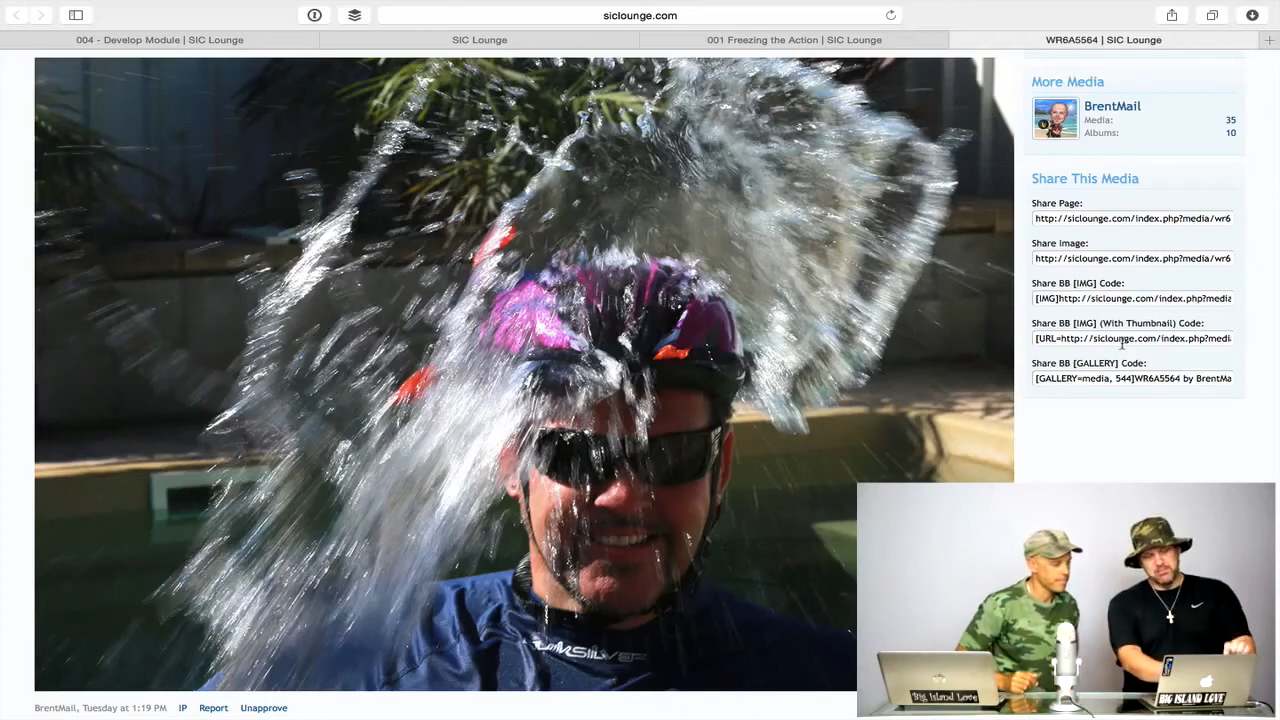 siclounge.com
004 - Develop Module | SIC Lounge
SIC Lounge
001 Freezing the Action | SIC Lounge
WR6A5564 | SIC Lounge
More Media
BrentMail
Media: 35
Albums: 10
Share This Media
Share Page:
http://siclounge.com/index.php?media/wr6
Share Image:
http://siclounge.com/index.php?media/wr6
Share BB [IMG] Code:
[IMG]http://siclounge.com/index.php?media
Share BB [IMG] (With Thumbnail) Code:
[URL=http://siclounge.com/index.php?media
Share BB [GALLERY] Code:
[GALLERY=media, 544]WR6A5564 by BrentMa
QUIKSILVER
BrentMail, Tuesday at 1:19 PM IP Report Unapprove
Big Island Love
BIG ISLAND LOVE